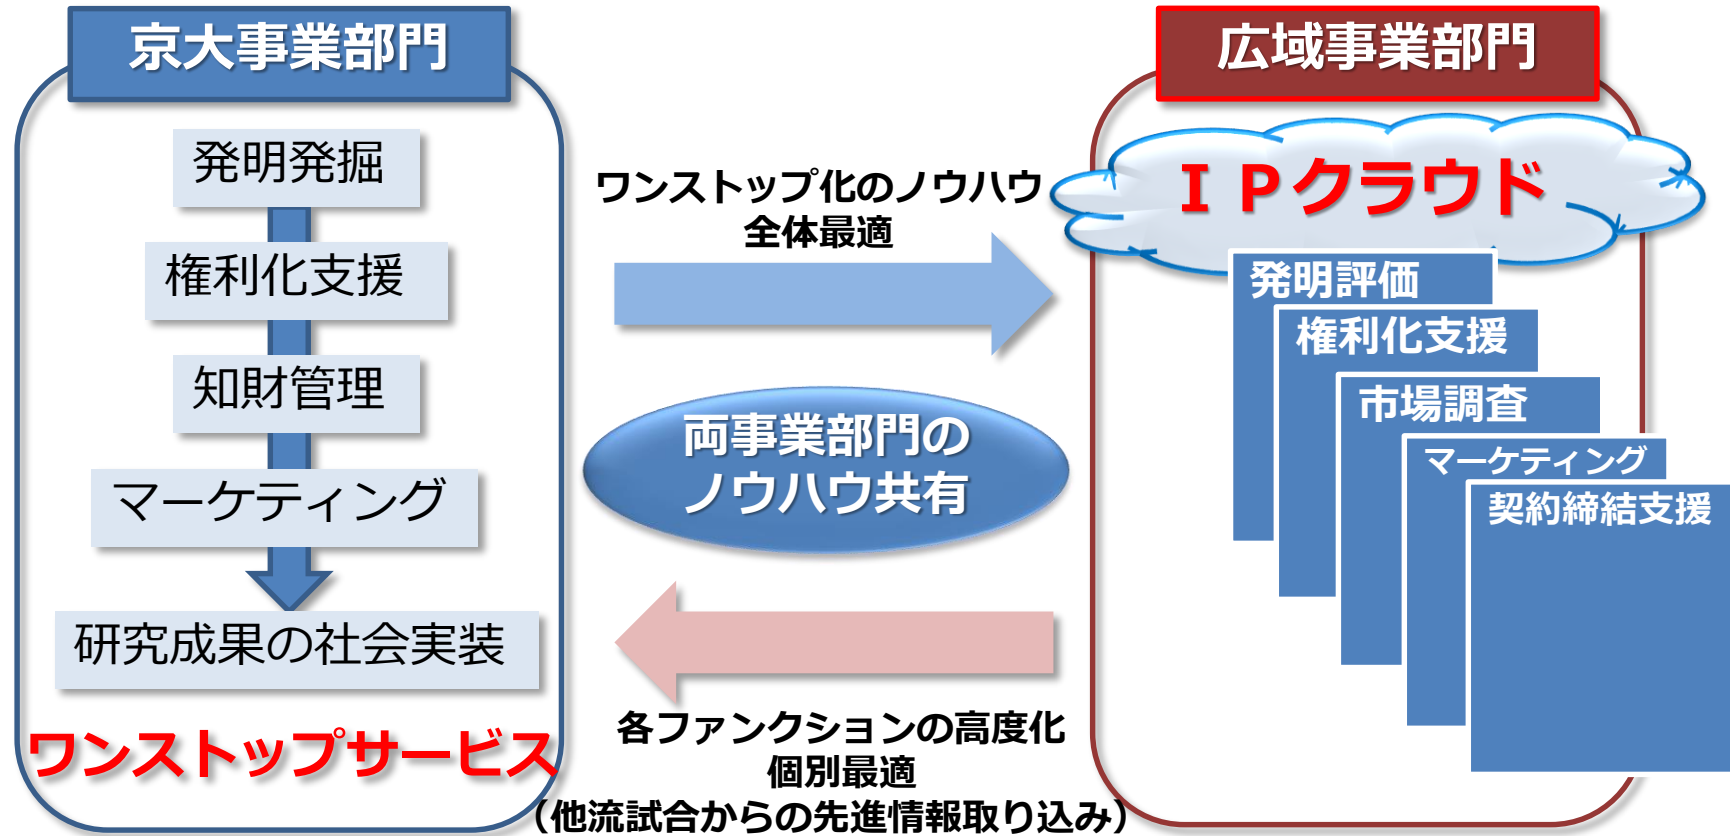 京大事業部門
発明発掘
権利化支援
知財管理
マーケティング
研究成果の社会実装
ワンストップサービス
ワンストップ化のノウハウ
全体最適
両事業部門の
ノウハウ共有
各ファンクションの高度化
個別最適
（他流試合からの先進情報取り込み）
広域事業部門
ＩＰクラウド
発明評価
権利化支援
市場調査
マーケティング
契約締結支援